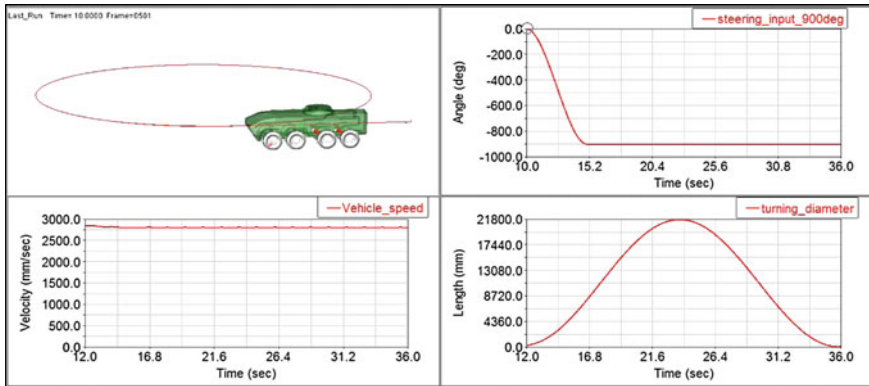 Last_Run Time= 10.0000 Frame=0501
steering_input_900deg
0.0
-200.0
-400.0
-600.0
-800.0
-1000.0
Angle (deg)
10.0 15.2 20.4 25.6 30.8 36.0
Time (sec)
Vehicle_speed
3000.0
2500.0
2000.0
1500.0
1000.0
500.0
0.0
Velocity (mm/sec)
12.0 16.8 21.6 26.4 31.2 36.0
Time (sec)
turning_diameter
21800.0
17440.0
13080.0
8720.0
4360.0
0.0
Length (mm)
12.0 16.8 21.6 26.4 31.2 36.0
Time (sec)